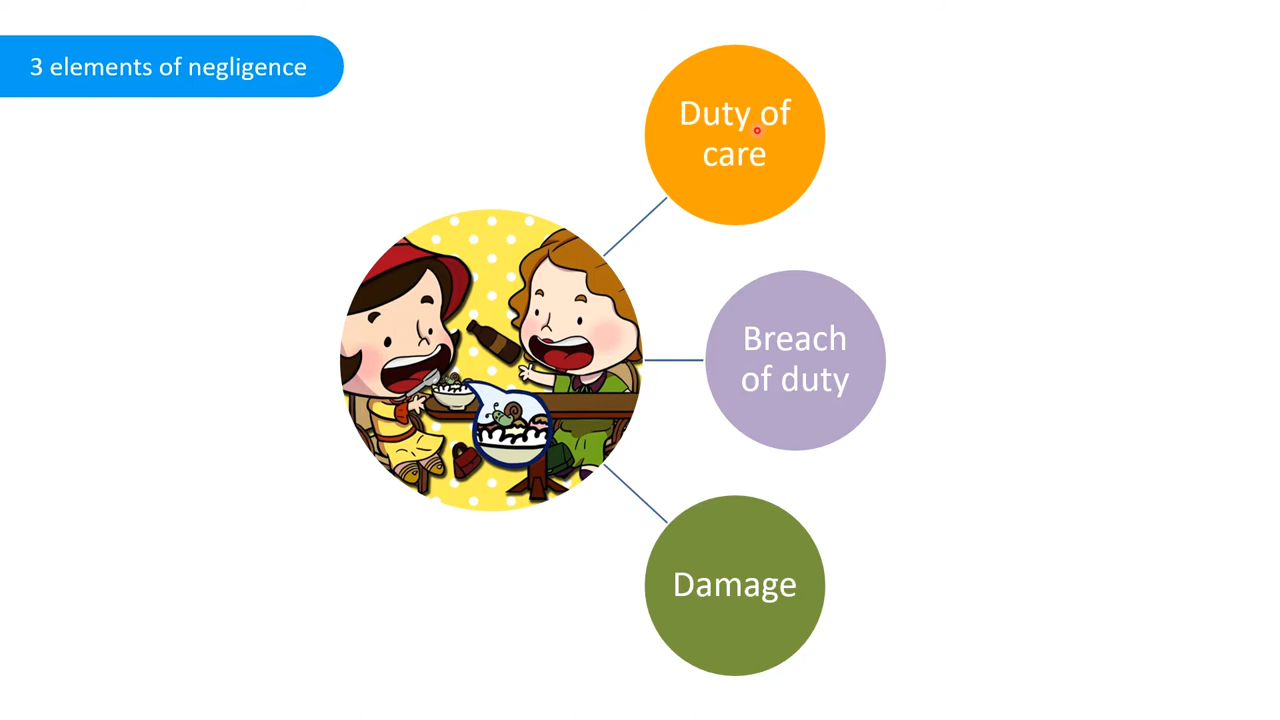 3 elements of negligence
Duty of
care
Breach
of duty
Damage